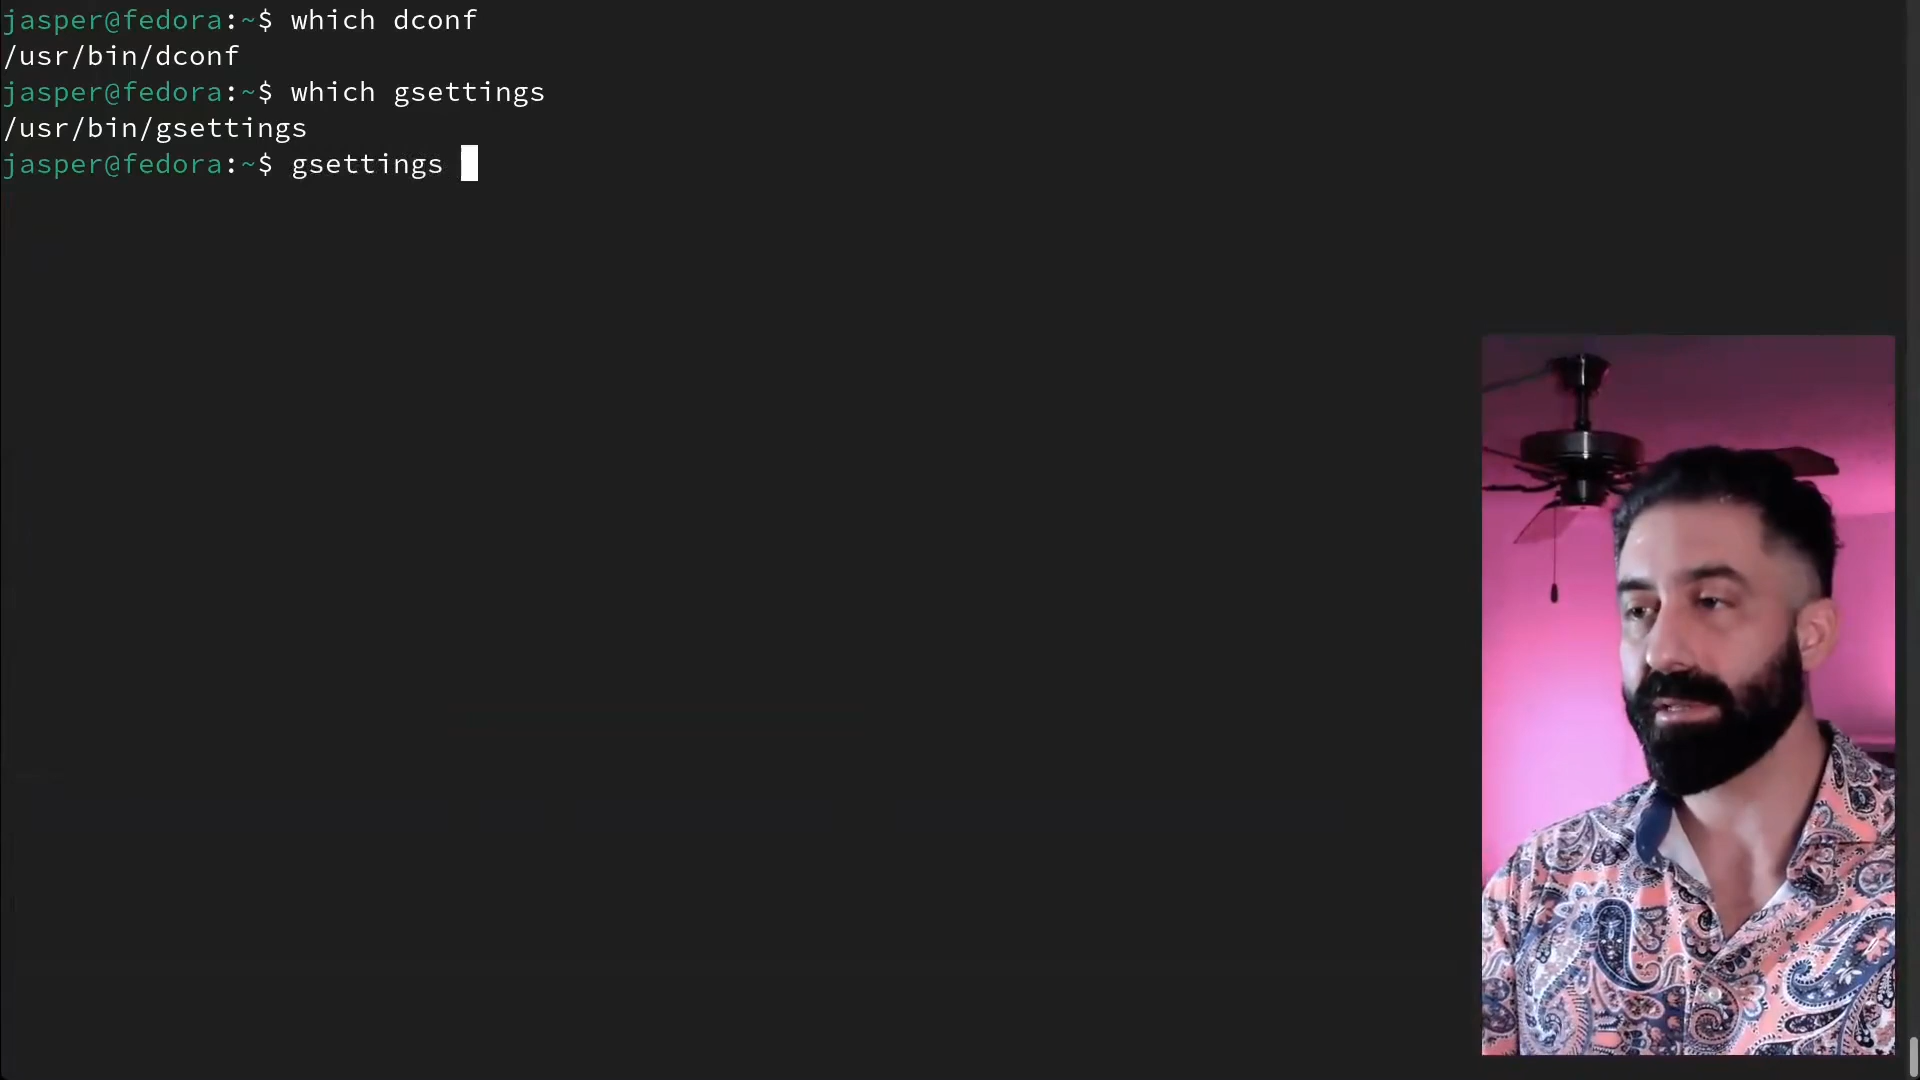 jasper@fedora:~$ which dconf
/usr/bin/dconf
jasper@fedora:~$ which gsettings
/usr/bin/gsettings
jasper@fedora:~$ gsettings